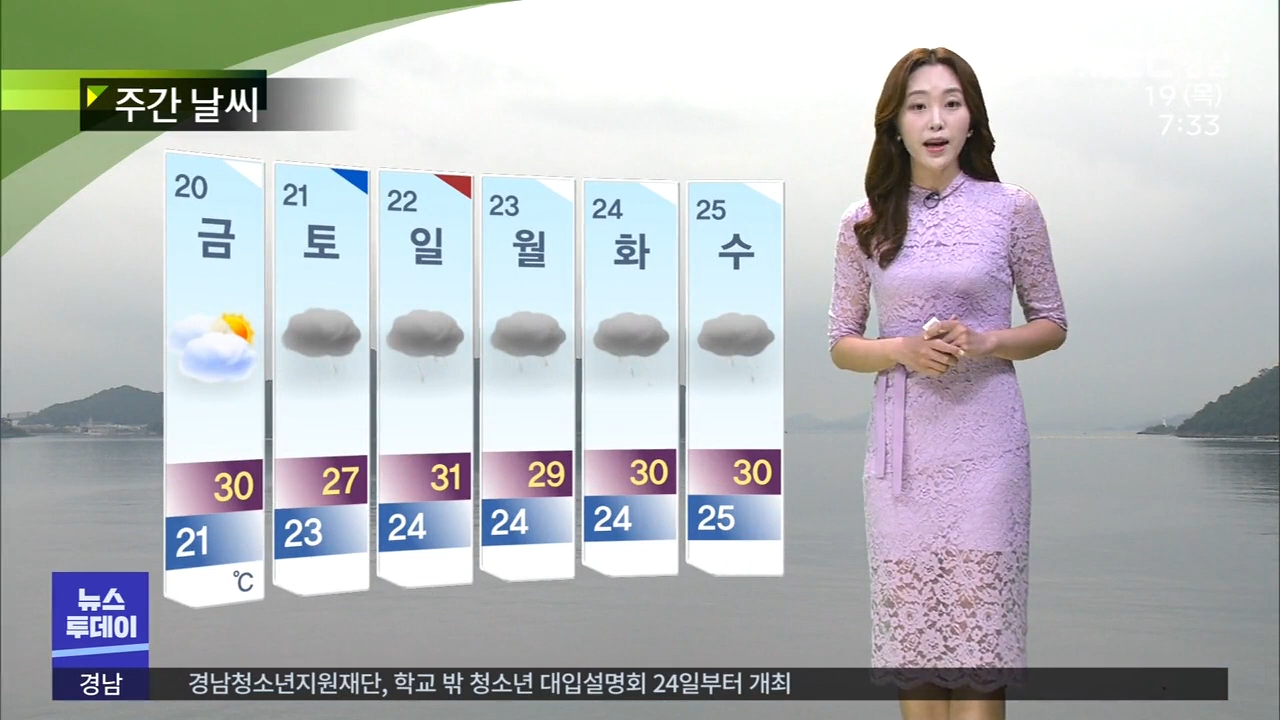 주간 날씨
19 (목)
7:33
20 21 22 23 24 25
금 토 일 월 화 수
30 27 31 29 30 30
21 23 24 24 24 25
℃
뉴스
투데이
경남
경남청소년지원재단, 학교 밖 청소년 대입설명회 24일부터 개최